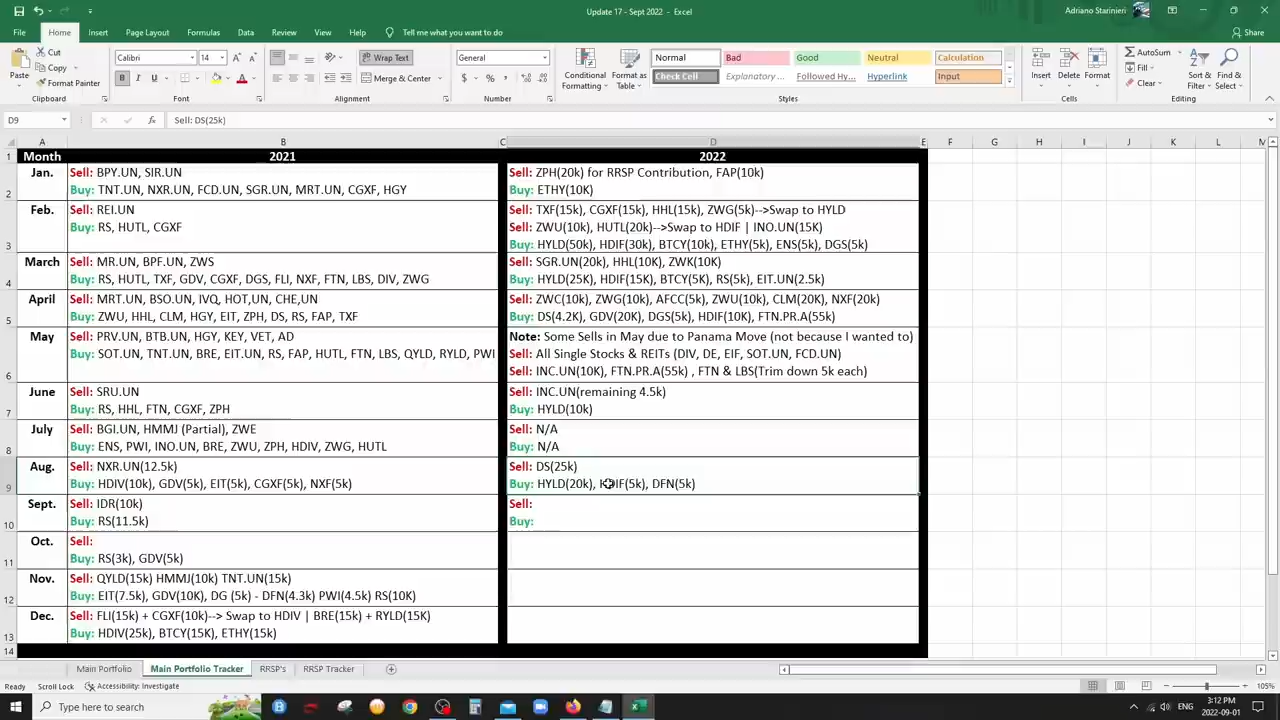 Update 17 - Sept 2022 - Excel
Adriano Starinieri
File Home Insert Page Layout Formulas Data Review View Help Tell me what you want to do
Share
Paste
Cut
Copy
Format Painter
Calibri 14
B I U
Wrap Text
Merge & Center
General
$ % ,
Conditional Formatting
Format as Table
Normal Bad Good Neutral Calculation
Check Cell Explanatory ... Followed Hy... Hyperlink Input
Insert Delete Format
AutoSum
Fill
Clear
Sort & Filter
Find & Select
Clipboard Font Alignment Number Styles Cells Editing
D9 fx Sell: DS(25k)
A B C D E F G H I J K L M
1 Month 2021 2022
2 Jan.
Sell: BPY.UN, SIR.UN
Buy: TNT.UN, NXR.UN, FCD.UN, SGR.UN, MRT.UN, CGXF, HGY
Sell: ZPH(20k) for RRSP Contribution, FAP(10k)
Buy: ETHY(10K)
3 Feb.
Sell: REI.UN
Buy: RS, HUTL, CGXF
Sell: TXF(15k), CGXF(15k), HHL(15k), ZWG(5k)-->Swap to HYLD
Sell: ZWU(10k), HUTL(20k)-->Swap to HDIF | INO.UN(15K)
Buy: HYLD(50k), HDIF(30k), BTCY(10k), ETHY(5k), ENS(5k), DGS(5k)
4 March
Sell: MR.UN, BPF.UN, ZWS
Buy: RS, HUTL, TXF, GDV, CGXF, DGS, FLI, NXF, FTN, LBS, DIV, ZWG
Sell: SGR.UN(20k), HHL(10K), ZWK(10K)
Buy: HYLD(25K), HDIF(15K), BTCY(5K), RS(5k), EIT.UN(2.5k)
5 April
Sell: MRT.UN, BSO.UN, IVQ, HOT,UN, CHE,UN
Buy: ZWU, HHL, CLM, HGY, EIT, ZPH, DS, RS, FAP, TXF
Sell: ZWC(10k), ZWG(10k), AFCC(5k), ZWU(10k), CLM(20K), NXF(20k)
Buy: DS(4.2K), GDV(20K), DGS(5k), HDIF(10K), FTN.PR.A(55k)
6 May
Sell: PRV.UN, BTB.UN, HGY, KEY, VET, AD
Buy: SOT.UN, TNT.UN, BRE, EIT.UN, RS, FAP, HUTL, FTN, LBS, QYLD, RYLD, PWI
Note: Some Sells in May due to Panama Move (not because I wanted to)
Sell: All Single Stocks & REITs (DIV, DE, EIF, SOT.UN, FCD.UN)
Sell: INC.UN(10K), FTN.PR.A(55k) , FTN & LBS(Trim down 5k each)
7 June
Sell: SRU.UN
Buy: RS, HHL, FTN, CGXF, ZPH
Sell: INC.UN(remaining 4.5k)
Buy: HYLD(10k)
8 July
Sell: BGI.UN, HMMJ (Partial), ZWE
Buy: ENS, PWI, INO.UN, BRE, ZWU, ZPH, HDIV, ZWG, HUTL
Sell: N/A
Buy: N/A
9 Aug.
Sell: NXR.UN(12.5k)
Buy: HDIV(10k), GDV(5k), EIT(5k), CGXF(5k), NXF(5k)
Sell: DS(25k)
Buy: HYLD(20k), HDIF(5k), DFN(5k)
10 Sept.
Sell: IDR(10k)
Buy: RS(11.5k)
Sell:
Buy:
11 Oct.
Sell:
Buy: RS(3k), GDV(5k)
12 Nov.
Sell: QYLD(15k) HMMJ(10k) TNT.UN(15k)
Buy: EIT(7.5k), GDV(10K), DG (5k) - DFN(4.3k) PWI(4.5k) RS(10K)
13 Dec.
Sell: FLI(15k) + CGXF(10k)--> Swap to HDIV | BRE(15k) + RYLD(15K)
Buy: HDIV(25k), BTCY(15K), ETHY(15k)
14
Main Portfolio Main Portfolio Tracker RRSP's RRSP Tracker
Ready Scroll Lock Accessibility: Investigate
105%
Type here to search
3:12 PM
2022-09-01